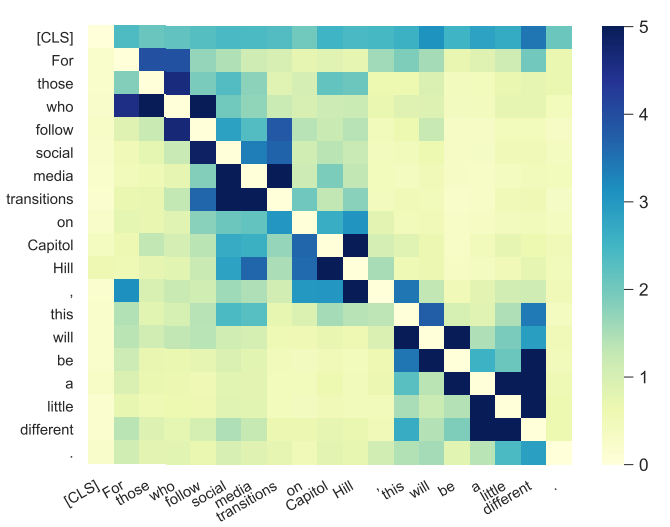 [CLS]
For
those
who
follow
social
media
transitions
on
Capitol
Hill
,
this
will
be
a
little
different
.
5
4
3
2
1
0
[CLS] For those who follow social media transitions on Capitol Hill , this will be a little different .